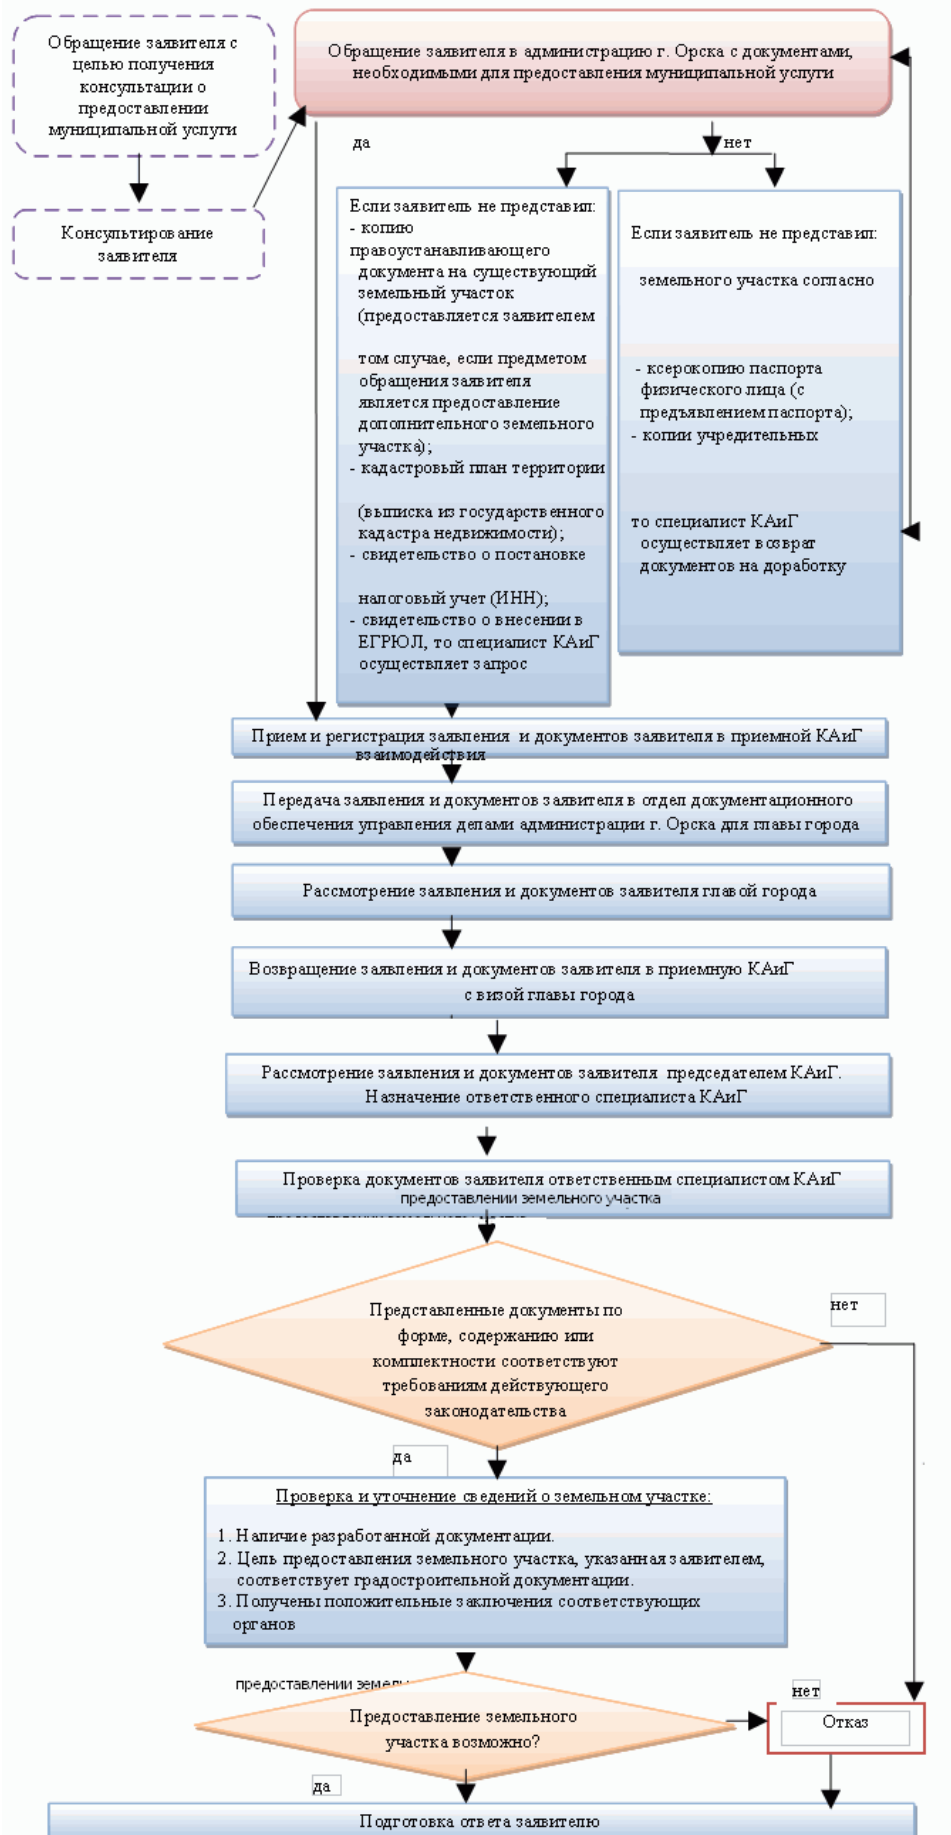 Обращение заявителя с
целью получения
консультации о
предоставлении
муниципальной услуги
Консультирование
заявителя
Обращение заявителя в администрацию г. Орска с документами,
необходимыми для предоставления муниципальной услуги
да
нет
Если заявитель не представил:
- копию
правоустанавливающего
документа на существующий
земельный участок
(предоставляется заявителем
том случае, если предметом
обращения заявителя
является предоставление
дополнительного земельного
участка);
- кадастровый план территории
(выписка из государственного
кадастра недвижимости);
- свидетельство о постановке
налоговый учет (ИНН);
- свидетельство о внесении в
ЕГРЮЛ, то специалист КАиГ
осуществляет запрос
Если заявитель не представил:
земельного участка согласно
- ксерокопию паспорта
физического лица (с
предъявлением паспорта);
- копии учредительных
то специалист КАиГ
осуществляет возврат
документов на доработку
Прием и регистрация заявления и документов заявителя в приемной КАиГ
взаимодействия
Передача заявления и документов заявителя в отдел документационного
обеспечения управления делами администрации г. Орска для главы города
Рассмотрение заявления и документов заявителя главой города
Возвращение заявления и документов заявителя в приемную КАиГ
с визой главы города
Рассмотрение заявления и документов заявителя председателем КАиГ.
Назначение ответственного специалиста КАиГ
Проверка документов заявителя ответственным специалистом КАиГ
предоставлении земельного участка
Представленные документы по
форме, содержанию или
комплектности соответствуют
требованиям действующего
законодательства
нет
да
Проверка и уточнение сведений о земельном участке:
1. Наличие разработанной документации.
2. Цель предоставления земельного участка, указанная заявителем,
соответствует градостроительной документации.
3. Получены положительные заключения соответствующих
органов
предоставлении
Предоставление земельного
участка возможно?
нет
Отказ
да
Подготовка ответа заявителю